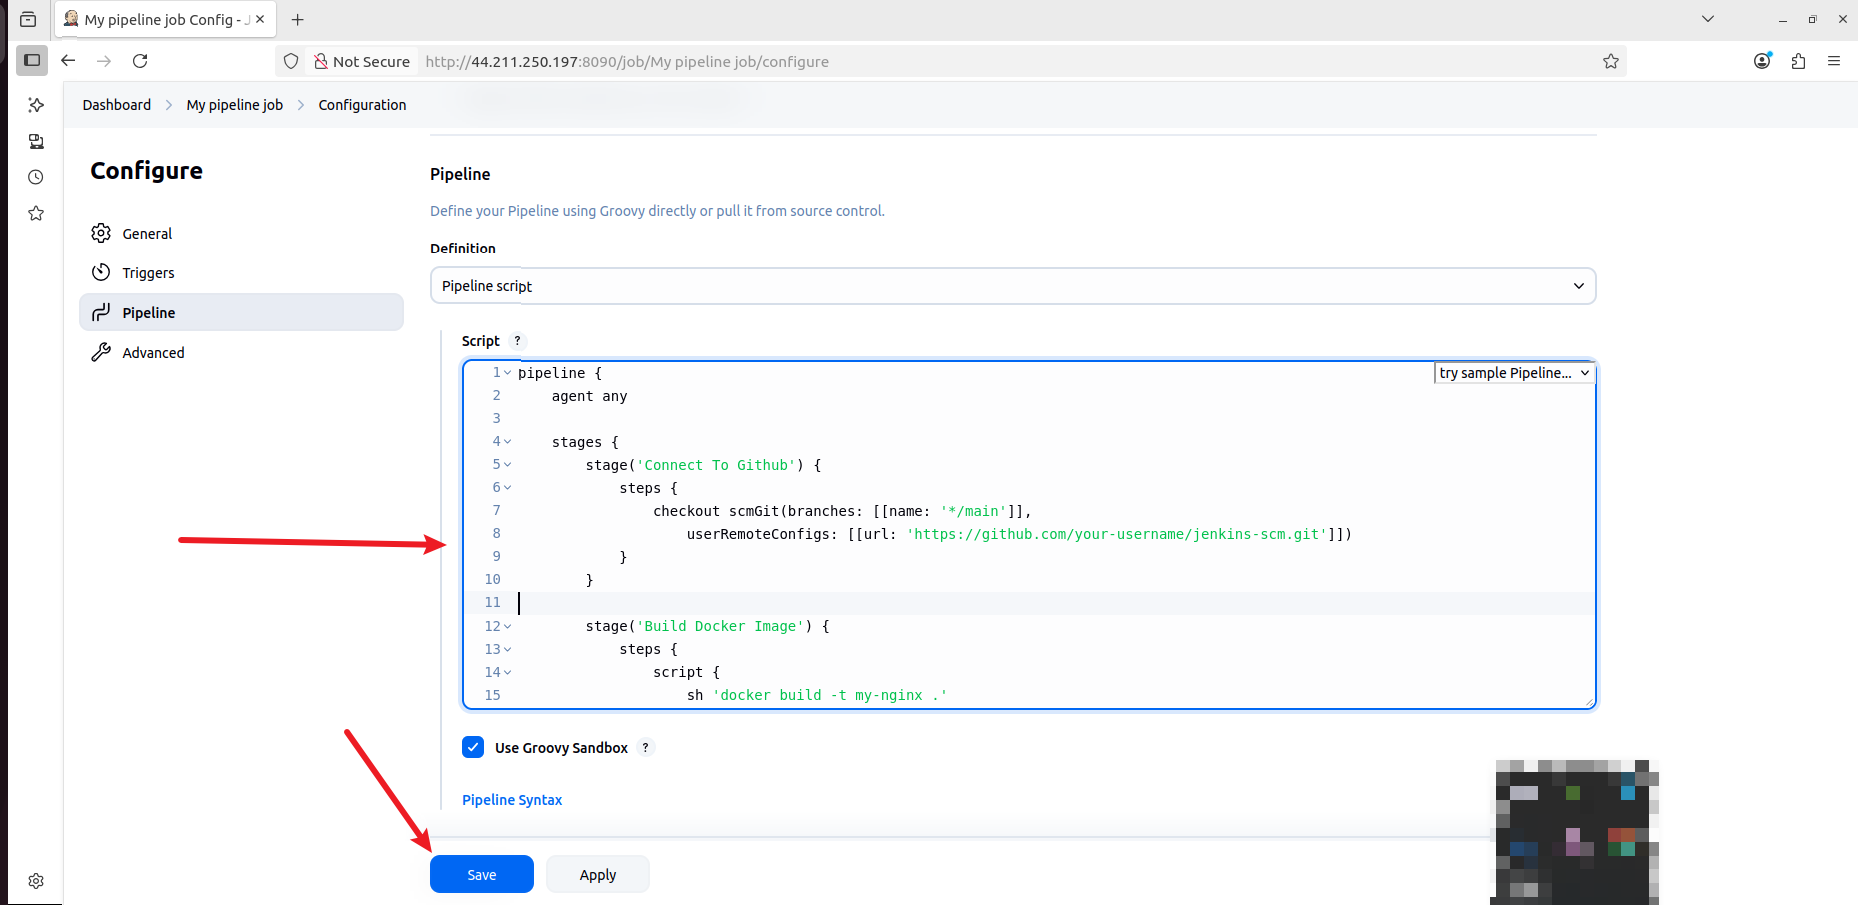 My pipeline job Config - J
Not Secure http://44.211.250.197:8090/job/My pipeline job/configure
Dashboard My pipeline job Configuration
Configure
General
Triggers
Pipeline
Advanced
Pipeline
Define your Pipeline using Groovy directly or pull it from source control.
Definition
Pipeline script
Script ?
try sample Pipeline...
1 pipeline {
2     agent any
3
4     stages {
5         stage('Connect To Github') {
6             steps {
7                 checkout scmGit(branches: [[name: '*/main']],
8                     userRemoteConfigs: [[url: 'https://github.com/your-username/jenkins-scm.git']])
9             }
10         }
11
12         stage('Build Docker Image') {
13             steps {
14                 script {
15                     sh 'docker build -t my-nginx .'
Use Groovy Sandbox ?
Pipeline Syntax
Save Apply